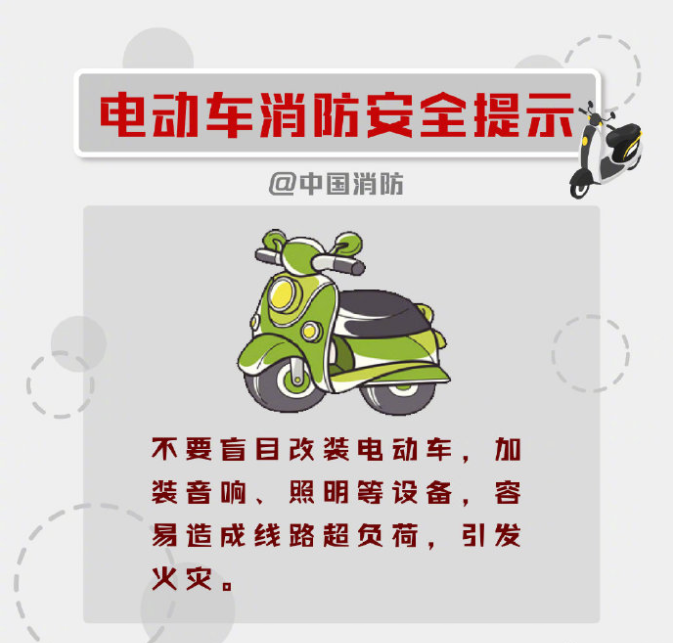 电动车消防安全提示
@中国消防
不要盲目改装电动车，加
装音响、照明等设备，容
易造成线路超负荷，引发
火灾。